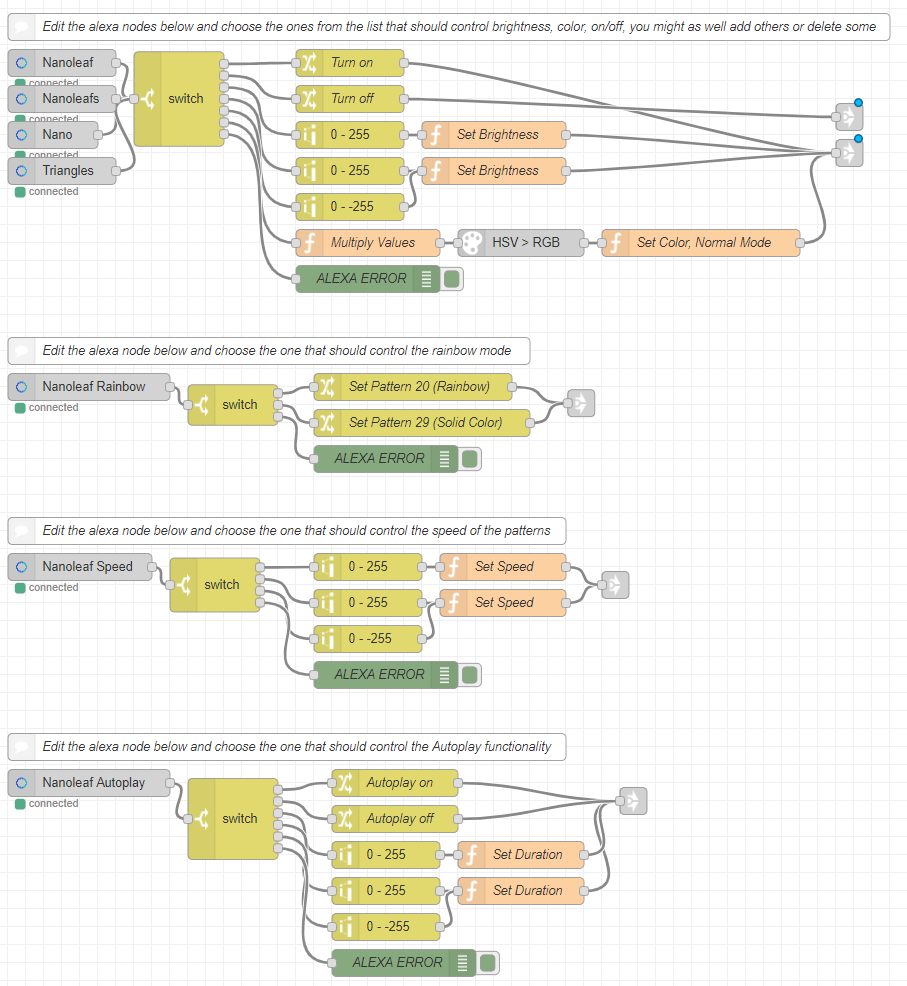 Edit the alexa nodes below and choose the ones from the list that should control brightness, color, on/off, you might as well add others or delete some
Nanoleaf
connected
Nanoleafs
connected
Nano
connected
Triangles
connected
switch
Turn on
Turn off
0 - 255
Set Brightness
0 - 255
Set Brightness
0 - -255
Multiply Values
HSV > RGB
Set Color, Normal Mode
ALEXA ERROR
Edit the alexa node below and choose the one that should control the rainbow mode
Nanoleaf Rainbow
connected
switch
Set Pattern 20 (Rainbow)
Set Pattern 29 (Solid Color)
ALEXA ERROR
Edit the alexa node below and choose the one that should control the speed of the patterns
Nanoleaf Speed
connected
switch
0 - 255
Set Speed
0 - 255
Set Speed
0 - -255
ALEXA ERROR
Edit the alexa node below and choose the one that should control the Autoplay functionality
Nanoleaf Autoplay
connected
switch
Autoplay on
Autoplay off
0 - 255
Set Duration
0 - 255
Set Duration
0 - -255
ALEXA ERROR